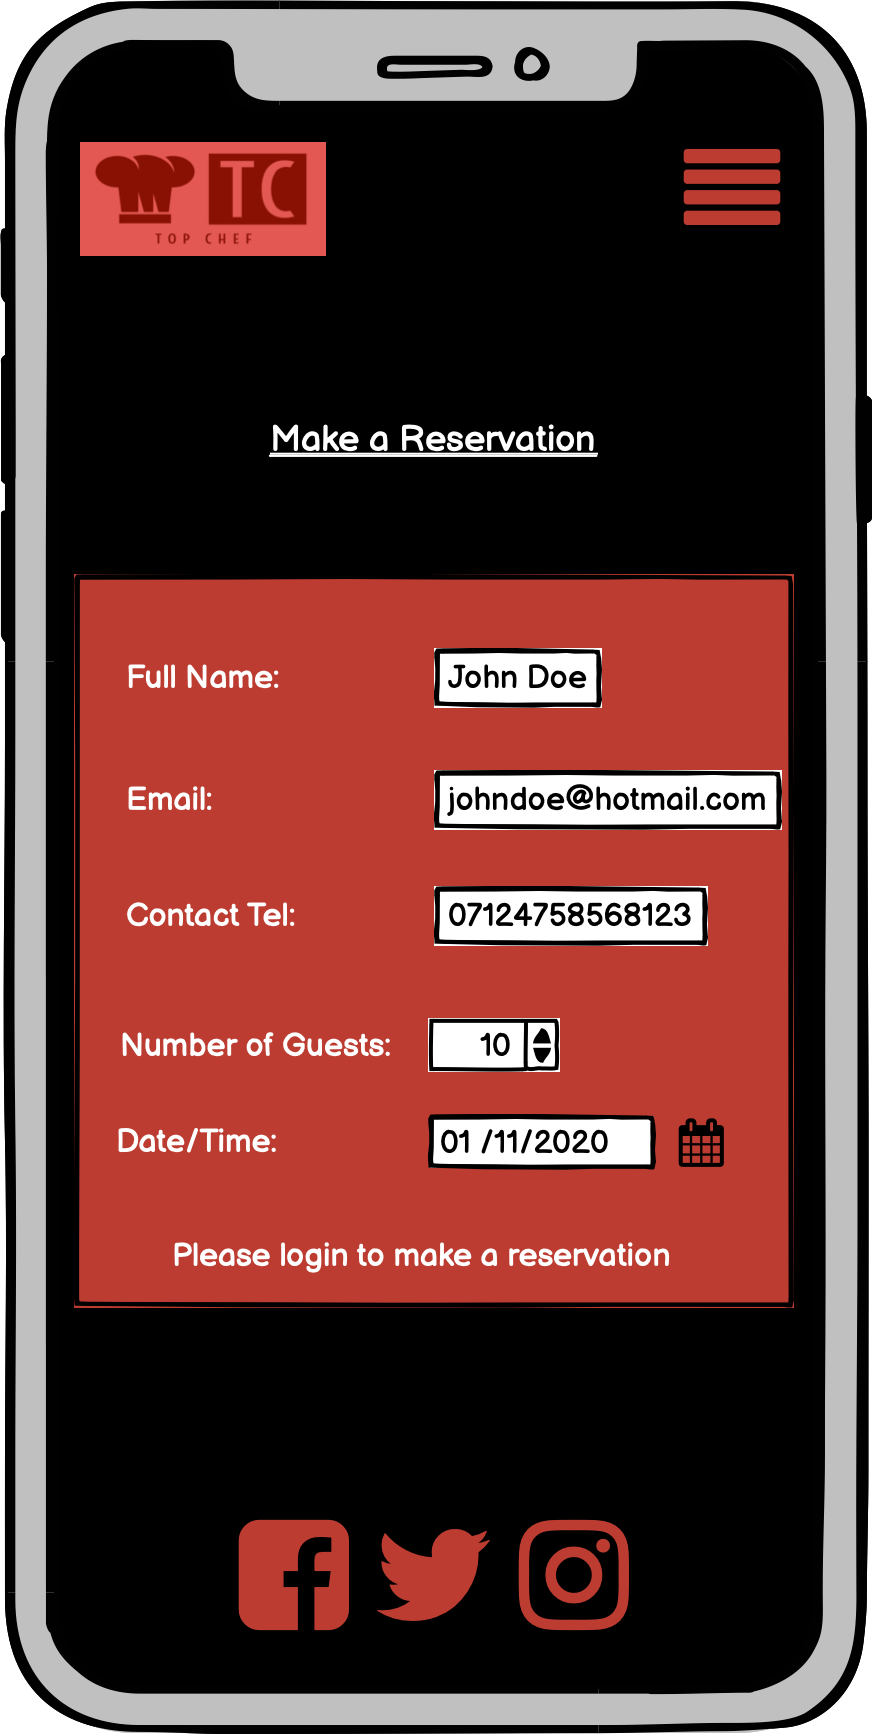 TC
TOP CHEF
Make a Reservation
Full Name: John Doe
Email: johndoe@hotmail.com
Contact Tel: 07124758568123
Number of Guests: 10
Date/Time: 01 /11/2020
Please login to make a reservation